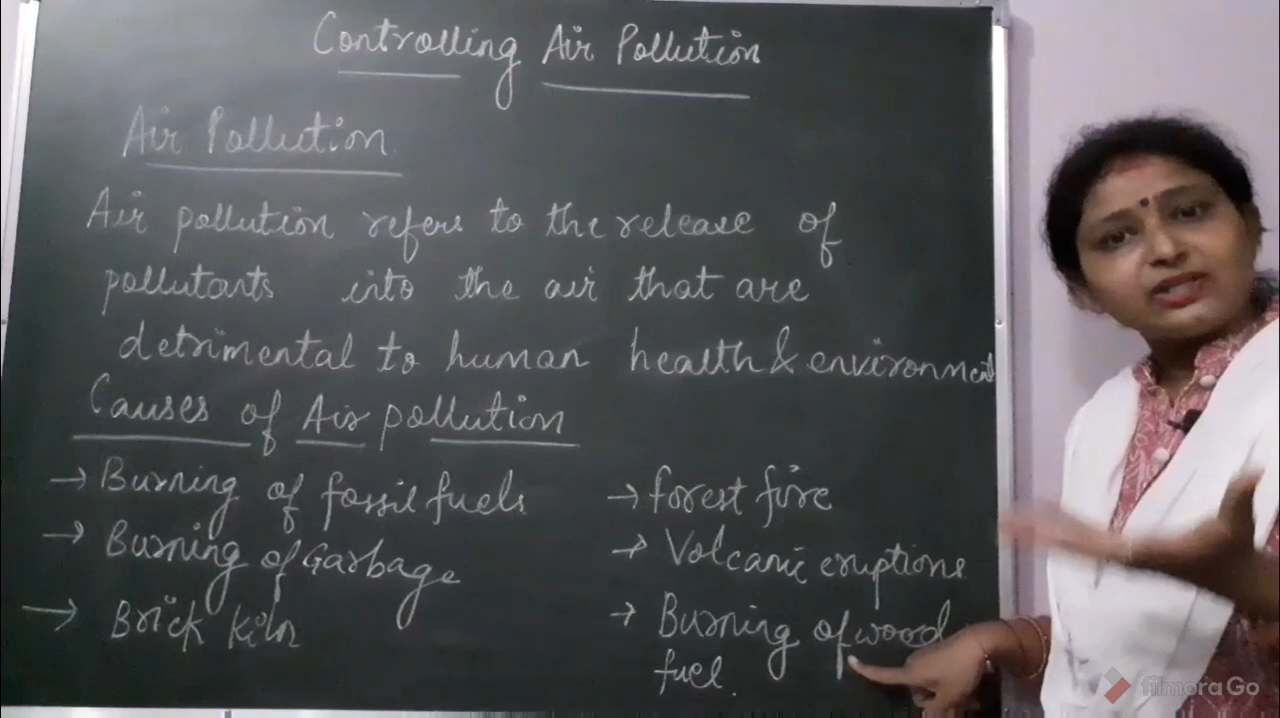 Controlling Air Pollution
Air Pollution
Air pollution refers to the release of
pollutants into the air that are
detrimental to human health & environment
Causes of Air pollution
→ Burning of fossil fuels
→ Burning of Garbage
→ Brick kiln
→ forest fire
→ Volcanic eruptions
→ Burning of wood
fuel.
filmoraGo